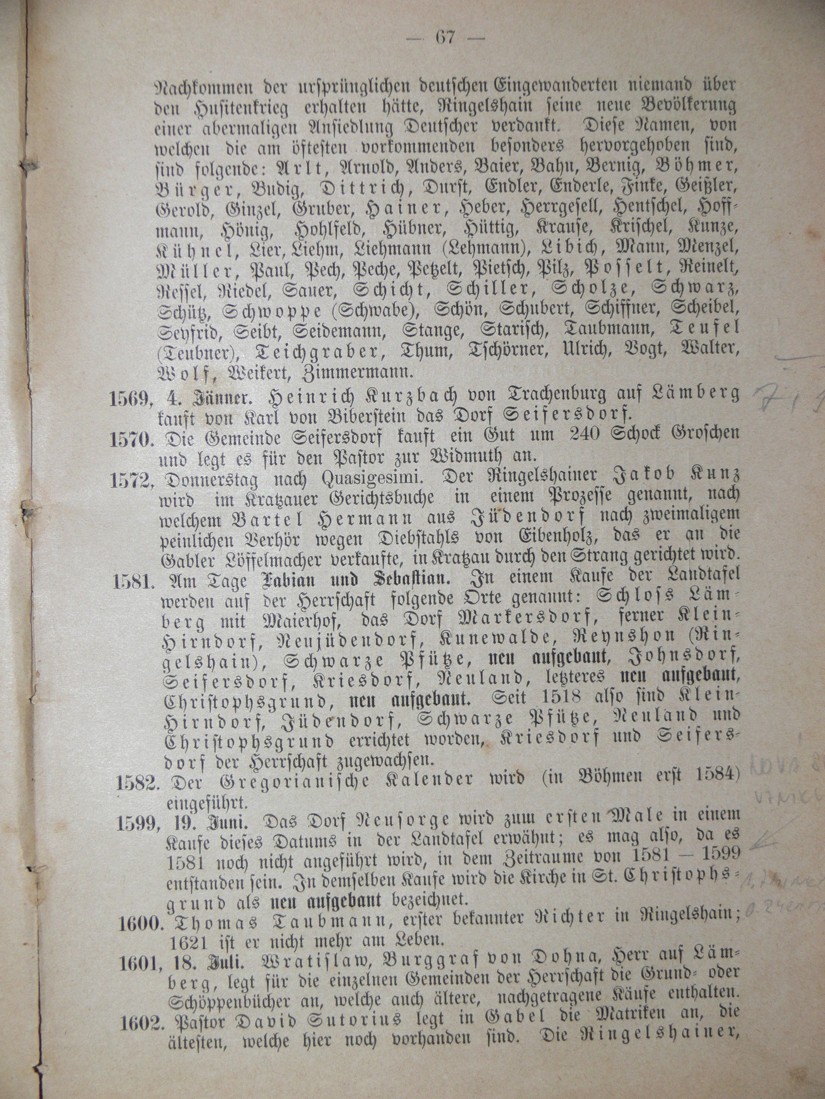 — 67 —
Nachkommen der ursprünglichen deutschen Eingewanderten niemand über
den Husitenkrieg erhalten hätte, Ringelshain seine neue Bevölkerung
einer abermaligen Ansiedlung Deutscher verdankt. Diese Namen, von
welchen die am öftesten vorkommenden besonders hervorgehoben sind,
sind folgende: Arlt, Arnold, Anders, Baier, Bahn, Bernig, Böhmer,
Bürger, Budig, Dittrich, Durst, Endler, Enderle, Finke, Geißler,
Gerold, Ginzel, Gruber, Hainer, Heber, Herrgesell, Hentschel, Hoff-
mann, Hönig, Hohlfeld, Hübner, Hüttig, Krause, Krischel, Kunze,
Kühnel, Lier, Liehm, Liehmann (Lehmann), Libich, Mann, Menzel,
Müller, Paul, Pech, Peche, Petzelt, Pietsch, Pilz, Posselt, Reinelt,
Ressel, Riedel, Sauer, Schicht, Schiller, Scholze, Schwarz,
Schütz, Schwoppe (Schwabe), Schön, Schubert, Schiffner, Scheibel,
Seyfrid, Seibt, Seidemann, Stange, Starisch, Taubmann, Teufel
(Teubner), Teichgraber, Thum, Tschörner, Ulrich, Vogt, Walter,
Wolf, Weikert, Zimmermann.
1569, 4. Jänner. Heinrich Kurzbach von Trachenburg auf Lämberg
kauft von Karl von Biberstein das Dorf Seifersdorf.
1570. Die Gemeinde Seifersdorf kauft ein Gut um 240 Schock Groschen
und legt es für den Pastor zur Widmuth an.
1572, Donnerstag nach Quasigesimi. Der Ringelshainer Jakob Kunz
wird im Kratzauer Gerichtsbuche in einem Prozesse genannt, nach
welchem Bartel Hermann aus Jüdendorf nach zweimaligem
peinlichen Verhör wegen Diebstahls von Eibenholz, das er an die
Gabler Löffelmacher verkaufte, in Kratzau durch den Strang gerichtet wird.
1581. Am Tage Fabian und Sebastian. In einem Kaufe der Landtafel
werden auf der Herrschaft folgende Orte genannt: Schloss Läm-
berg mit Maierhof, das Dorf Markersdorf, ferner Klein-
Hirndorf, Neujüdendorf, Kunewalde, Reynshon (Rin-
gelshain), Schwarze Pfütze, neu aufgebaut, Johnsdorf,
Seifersdorf, Kriesdorf, Neuland, letzteres neu aufgebaut,
Christophsgrund, neu aufgebaut. Seit 1518 also sind Klein-
Hirndorf, Jüdendorf, Schwarze Pfütze, Neuland und
Christophsgrund errichtet worden, Kriesdorf und Seifers-
dorf der Herrschaft zugewachsen.
1582. Der Gregorianische Kalender wird (in Böhmen erst 1584)
eingeführt.
1599, 19. Juni. Das Dorf Neusorge wird zum ersten Male in einem
Kaufe dieses Datums in der Landtafel erwähnt; es mag also, da es
1581 noch nicht angeführt wird, in dem Zeitraume von 1581 — 1599
entstanden sein. In demselben Kaufe wird die Kirche in St. Christophs-
grund als neu aufgebaut bezeichnet.
1600. Thomas Taubmann, erster bekannter Richter in Ringelshain;
1621 ist er nicht mehr am Leben.
1601, 18. Juli. Wratislaw, Burggraf von Dohna, Herr auf Läm-
berg, legt für die einzelnen Gemeinden der Herrschaft die Grund- oder
Schöppenbücher an, welche auch ältere, nachgetragene Käufe enthalten.
1602. Pastor David Sutorius legt in Gabel die Matriken an, die
ältesten, welche hier noch vorhanden sind. Die Ringelshainer,